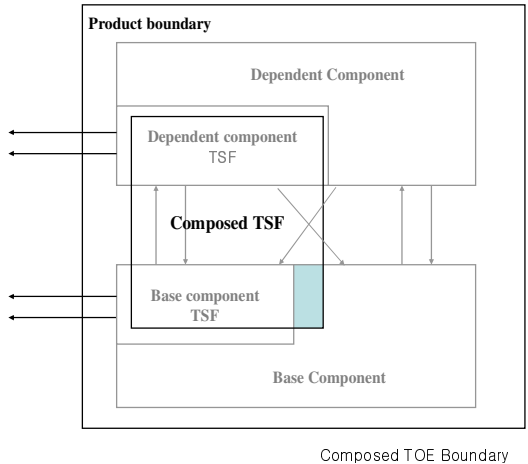 Product boundary
Dependent Component
Dependent component
TSF
Composed TSF
Base component
TSF
Base Component
Composed TOE Boundary